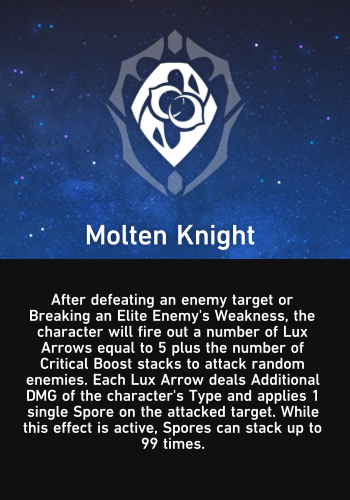 Molten Knight
After defeating an enemy target or
Breaking an Elite Enemy's Weakness, the
character will fire out a number of Lux
Arrows equal to 5 plus the number of
Critical Boost stacks to attack random
enemies. Each Lux Arrow deals Additional
DMG of the character's Type and applies 1
single Spore on the attacked target. While
this effect is active, Spores can stack up to
99 times.